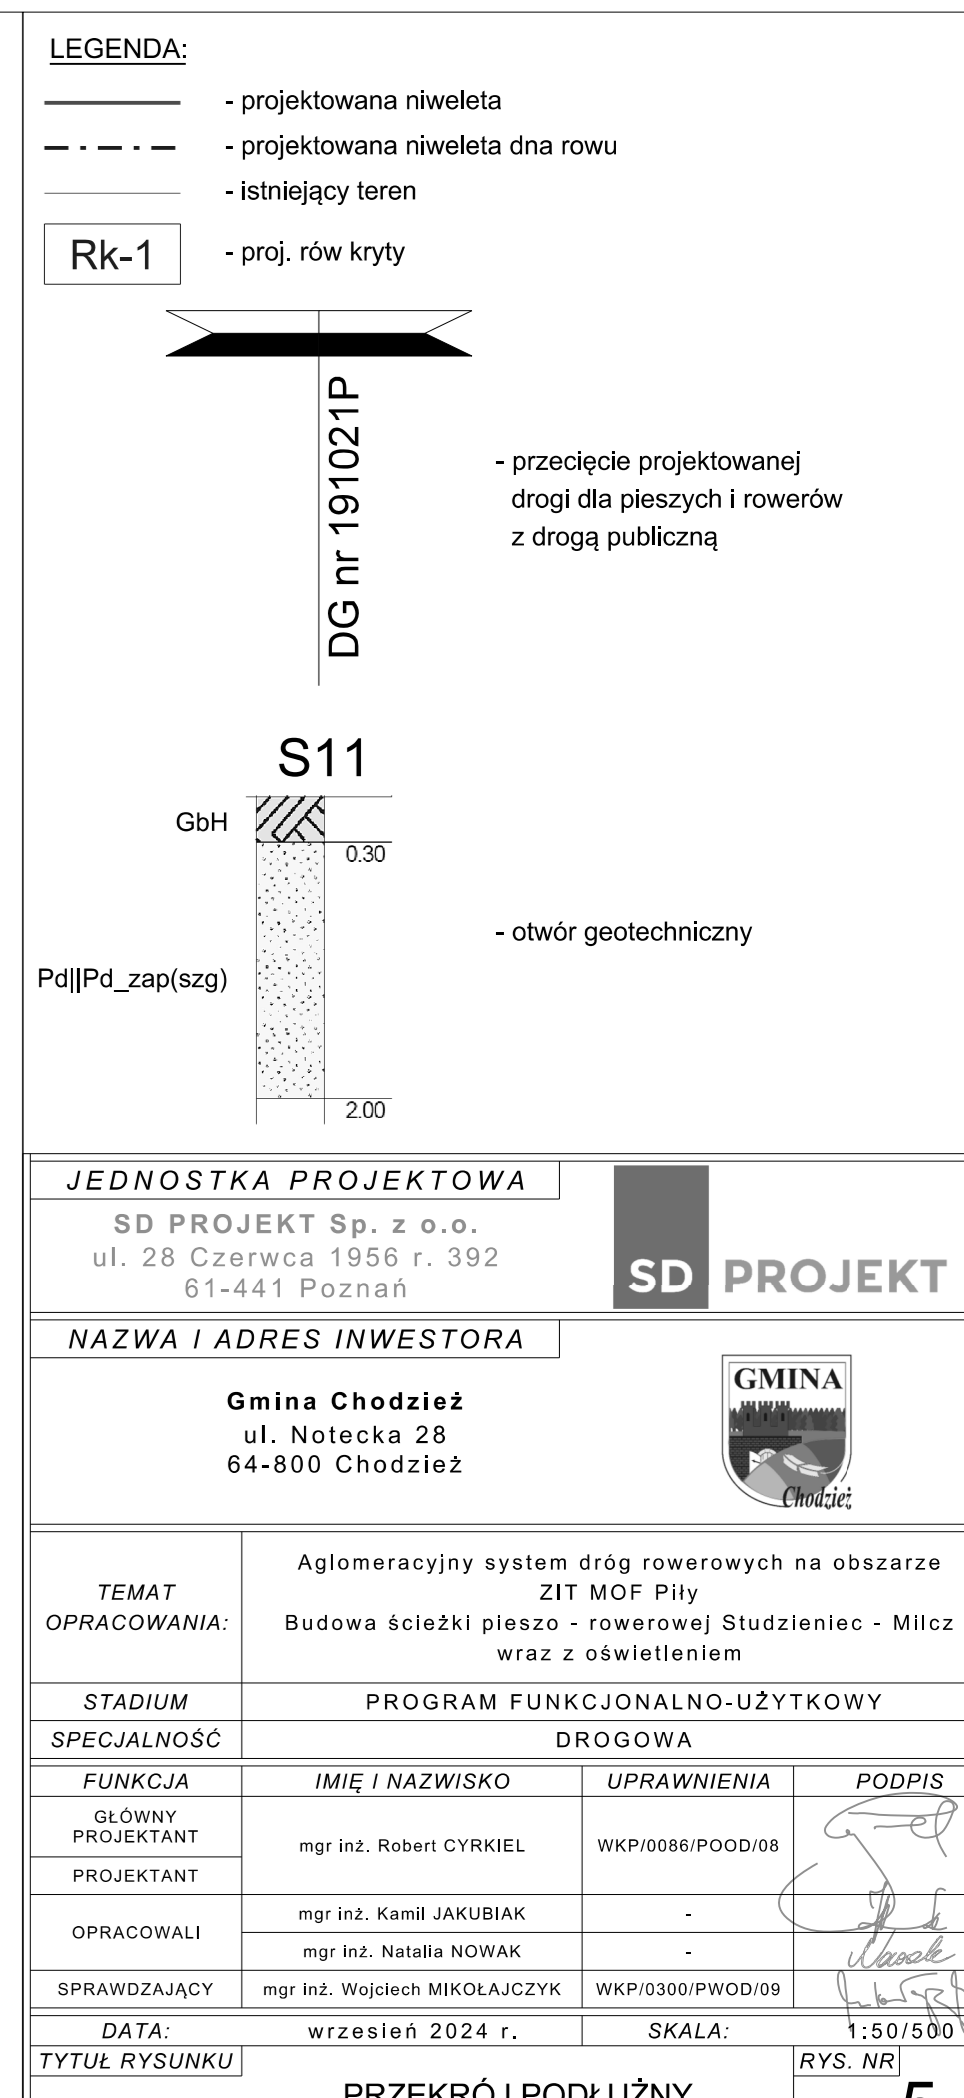 LEGENDA:
- projektowana niweleta
- projektowana niweleta dna rowu
- istniejący teren
Rk-1
- proj. rów kryty
DG nr 191021P
- przecięcie projektowanej
drogi dla pieszych i rowerów
z drogą publiczną
S11
GbH
0.30
- otwór geotechniczny
Pd||Pd_zap(szg)
2.00
JEDNOSTKA PROJEKTOWA
SD PROJEKT Sp. z o.o.
ul. 28 Czerwca 1956 r. 392
61-441 Poznań
SD PROJEKT
NAZWA I ADRES INWESTORA
Gmina Chodzież
ul. Notecka 28
64-800 Chodzież
GMINA
Chodzież
TEMAT
OPRACOWANIA:
Aglomeracyjny system dróg rowerowych na obszarze
ZIT MOF Piły
Budowa ścieżki pieszo - rowerowej Studzieniec - Milcz
wraz z oświetleniem
STADIUM
PROGRAM FUNKCJONALNO-UŻYTKOWY
SPECJALNOŚĆ
DROGOWA
FUNKCJA
IMIĘ I NAZWISKO
UPRAWNIENIA
PODPIS
GŁÓWNY
PROJEKTANT
mgr inż. Robert CYRKIEL
WKP/0086/POOD/08
PROJEKTANT
OPRACOWALI
mgr inż. Kamil JAKUBIAK
-
mgr inż. Natalia NOWAK
-
Nowak
SPRAWDZAJĄCY
mgr inż. Wojciech MIKOŁAJCZYK
WKP/0300/PWOD/09
DATA:
wrzesień 2024 r.
SKALA:
1:50/500
TYTUŁ RYSUNKU
RYS. NR